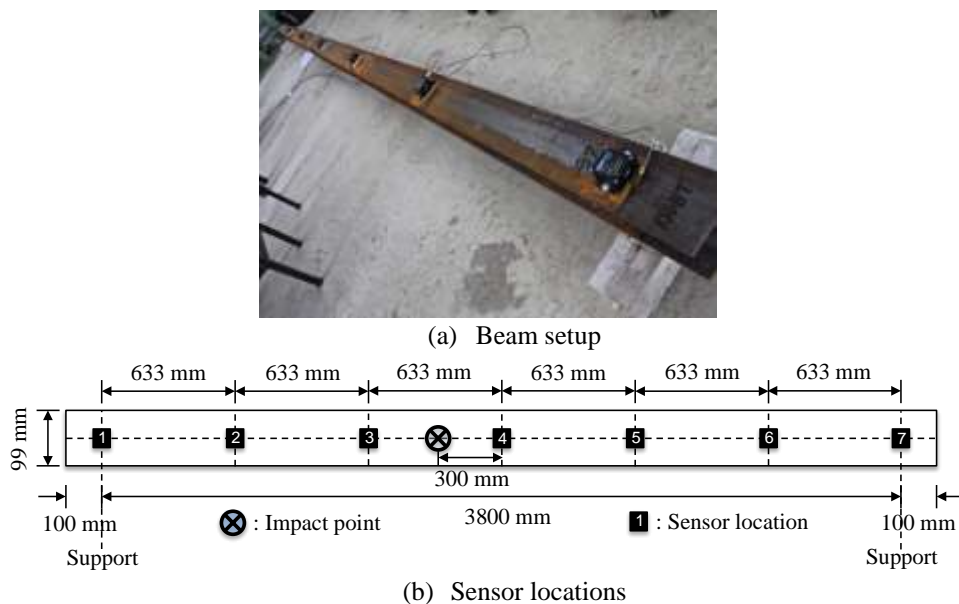 (a) Beam setup
633 mm 633 mm 633 mm 633 mm 633 mm 633 mm
99 mm
1 2 3 4 5 6 7
300 mm
100 mm : Impact point 3800 mm 1 : Sensor location 100 mm
Support Support
(b) Sensor locations